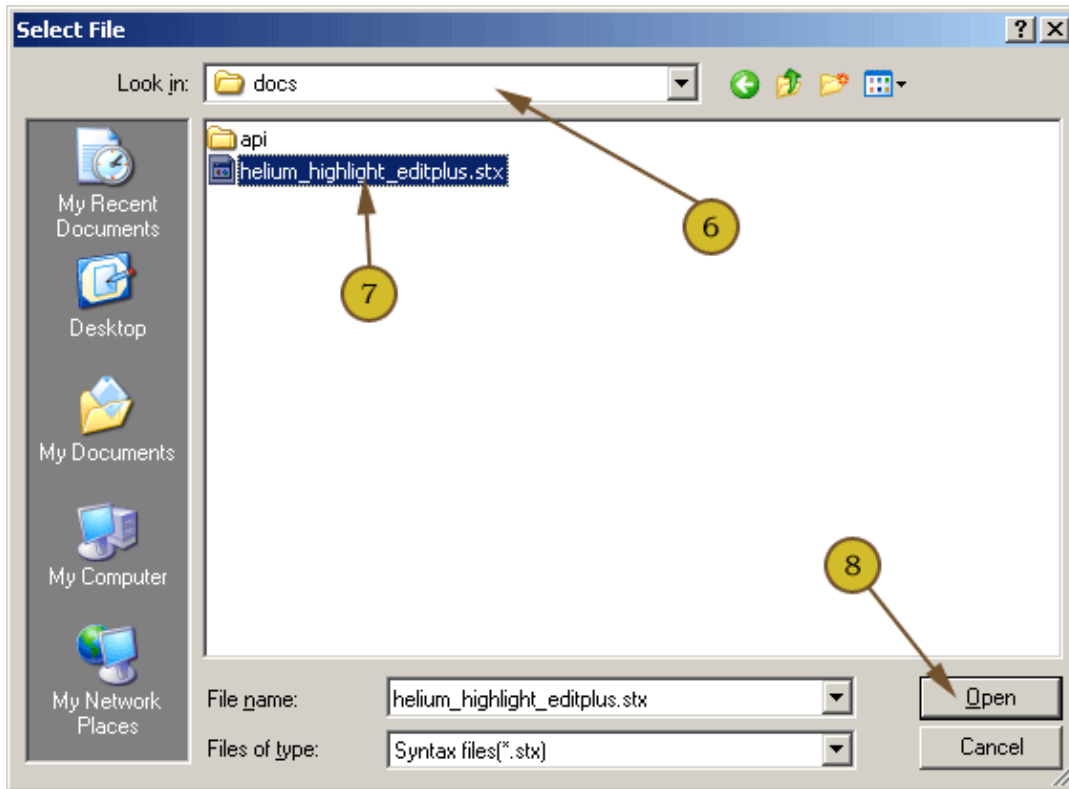 Select File
Look in:
docs
api
helium_highlight_editplus.stx
My Recent
Documents
Desktop
My Documents
My Computer
My Network
Places
6
7
8
File name:
helium_highlight_editplus.stx
Open
Files of type:
Syntax files(*.stx)
Cancel